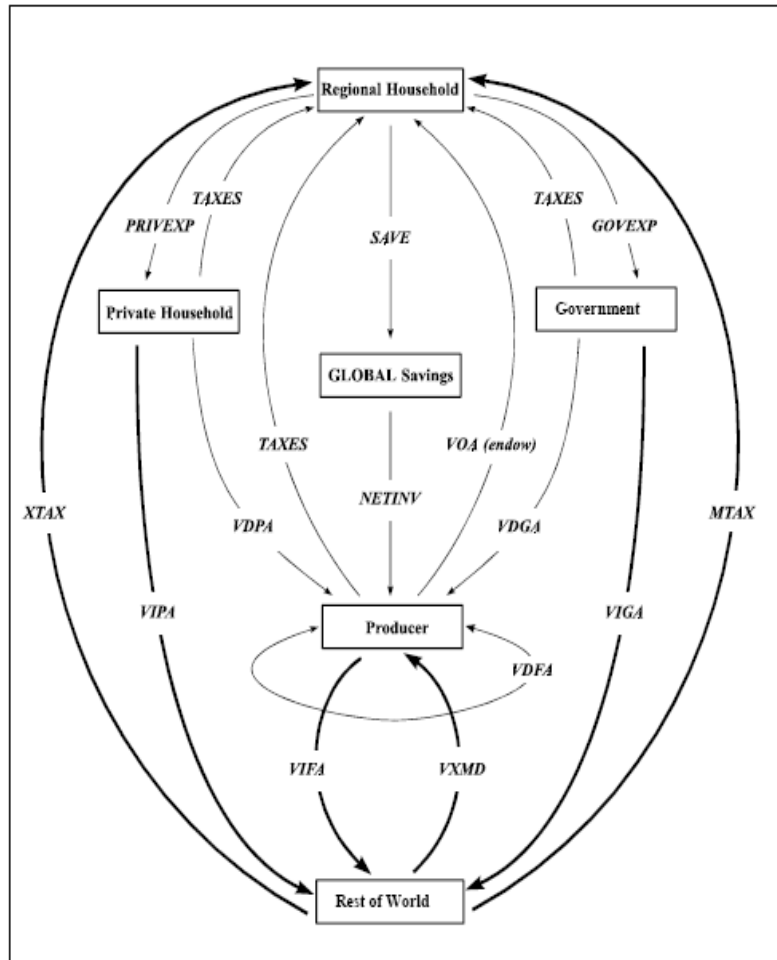 Regional Household
TAXES
TAXES
PRIVEXP
GOVEXP
SAVE
Private Household
Government
GLOBAL Savings
TAXES
VOA (endow)
NETINV
XTAX
VDPA
VDGA
MTAX
VIPA
VIGA
Producer
VDFA
VIFA
VXMD
Rest of World